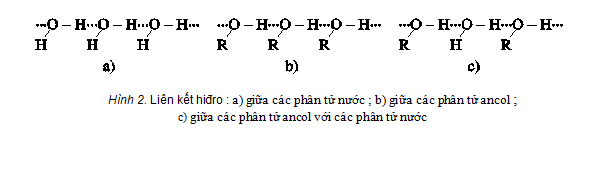 ···O – H···O – H···O – H··· ···O – H···O – H···O – H··· ···O – H···O – H···O – H···
H H H R R R R H R
a) b) c)
Hình 2. Liên kết hiđro : a) giữa các phân tử nước ; b) giữa các phân tử ancol ;
c) giữa các phân tử ancol với các phân tử nước